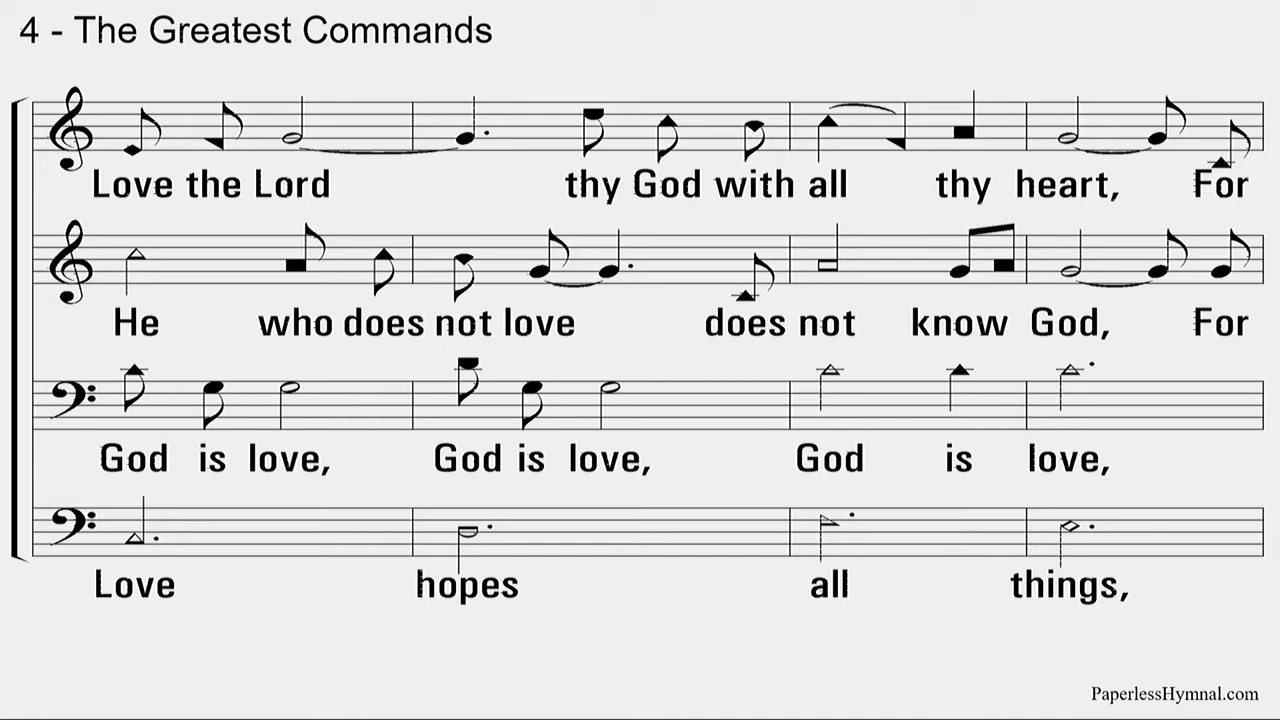 4 - The Greatest Commands
Love the Lord thy God with all thy heart, For
He who does not love does not know God, For
God is love, God is love, God is love,
Love hopes all things,
PaperlessHymnal.com